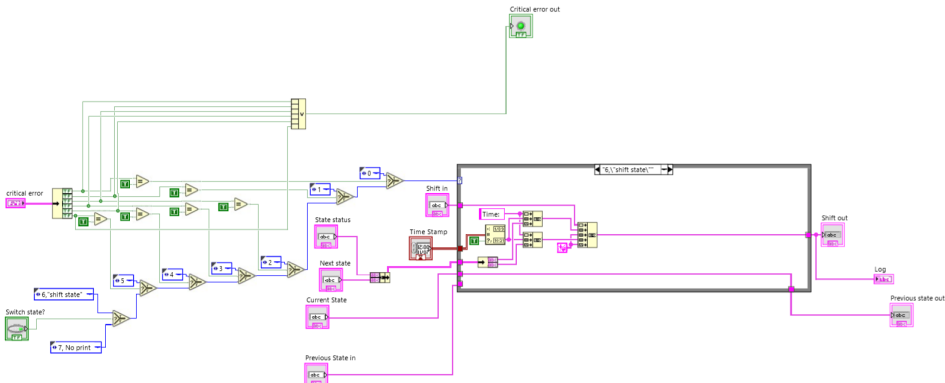 Critical error out
critical error
0
1
Shift in
"6,\"shift state\""
Time:
Shift out
State status
Time Stamp
2
3
4
5
Next state
Log
6,"shift state"
Current State
Previous state out
Switch state?
7, No print
Previous State in